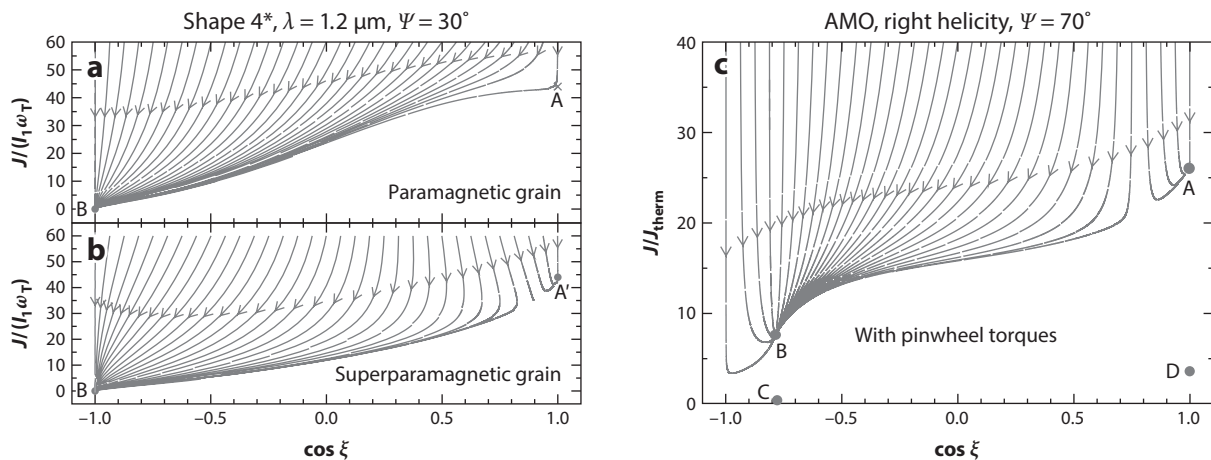 Shape 4*, λ = 1.2 μm, Ψ = 30°
a
60
50
40
30
20
10
0
J/(I₁ω_T)
A
B
Paramagnetic grain
b
60
50
40
30
20
10
0
J/(I₁ω_T)
A'
B
Superparamagnetic grain
−1.0 −0.5 0.0 0.5 1.0
cos ξ
AMO, right helicity, Ψ = 70°
c
40
30
20
10
0
J/J_therm
A
B
With pinwheel torques
C
D
−1.0 −0.5 0.0 0.5 1.0
cos ξ